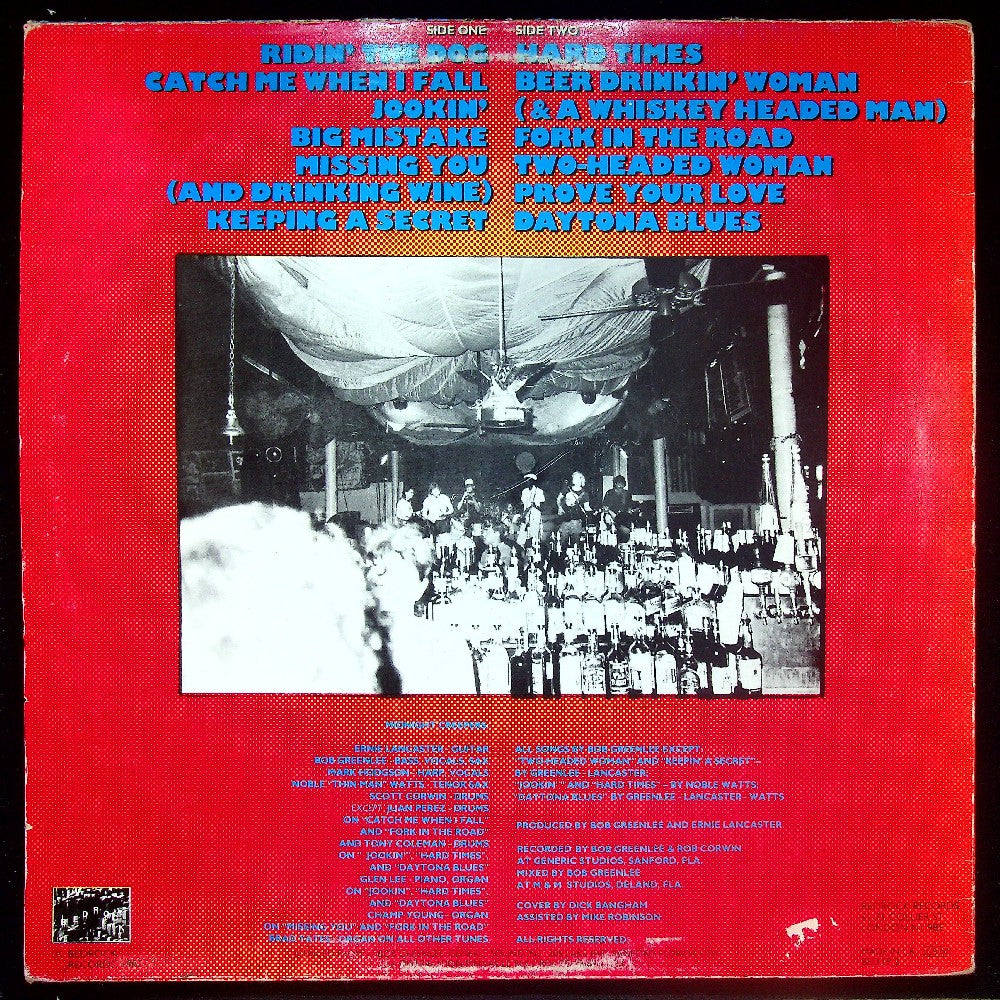 SIDE ONE
RIDIN' THE DOG
CATCH ME WHEN I FALL
JOOKIN'
BIG MISTAKE
MISSING YOU
(AND DRINKING WINE)
KEEPING A SECRET
SIDE TWO
HARD TIMES
BEER DRINKIN' WOMAN
(& A WHISKEY HEADED MAN)
FORK IN THE ROAD
TWO-HEADED WOMAN
PROVE YOUR LOVE
DAYTONA BLUES
MIDNIGHT CREEPERS
ERNIE LANCASTER - GUITAR
BOB GREENLEE - BASS, VOCALS, SAX
MARK HODGSON - HARP, VOCALS
NOBLE "THIN MAN" WATTS - TENOR SAX
SCOTT CORWIN - DRUMS
EXCEPT JUAN PEREZ - DRUMS
ON "CATCH ME WHEN I FALL"
AND "FORK IN THE ROAD"
AND TONY COLEMAN - DRUMS
ON "JOOKIN'", "HARD TIMES",
AND "DAYTONA BLUES"
GLEN LEE - PIANO, ORGAN
ON "JOOKIN'", "HARD TIMES",
AND "DAYTONA BLUES"
CHAMP YOUNG - ORGAN
ON "MISSING YOU" AND "FORK IN THE ROAD"
ORGAN ON ALL OTHER TUNES
ALL SONGS BY BOB GREENLEE EXCEPT:
"TWO-HEADED WOMAN" AND "KEEPIN' A SECRET" -
BY GREENLEE - LANCASTER;
"JOOKIN'" AND "HARD TIMES" - BY NOBLE WATTS;
"DAYTONA BLUES" BY GREENLEE - LANCASTER - WATTS
PRODUCED BY BOB GREENLEE AND ERNIE LANCASTER
RECORDED BY BOB GREENLEE & ROB CORWIN
AT GENERIC STUDIOS, SANFORD, FLA.
MIXED BY BOB GREENLEE
AT M & M STUDIOS, DELAND, FLA.
COVER BY DICK BANGHAM
ASSISTED BY MIKE ROBINSON
ALL RIGHTS RESERVED
RECORDS